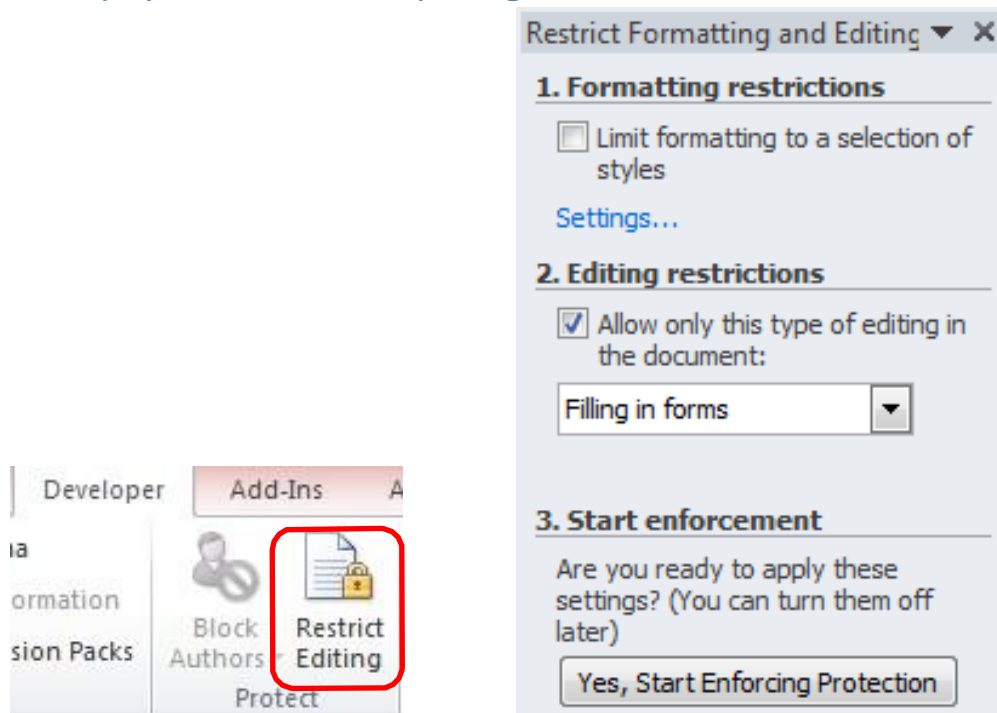 Restrict Formatting and Editing
1. Formatting restrictions
Limit formatting to a selection of
styles
Settings...
2. Editing restrictions
Allow only this type of editing in
the document:
Filling in forms
3. Start enforcement
Are you ready to apply these
settings? (You can turn them off
later)
Yes, Start Enforcing Protection
Developer Add-Ins A
ormation
sion Packs
Block
Authors
Restrict
Editing
Protect